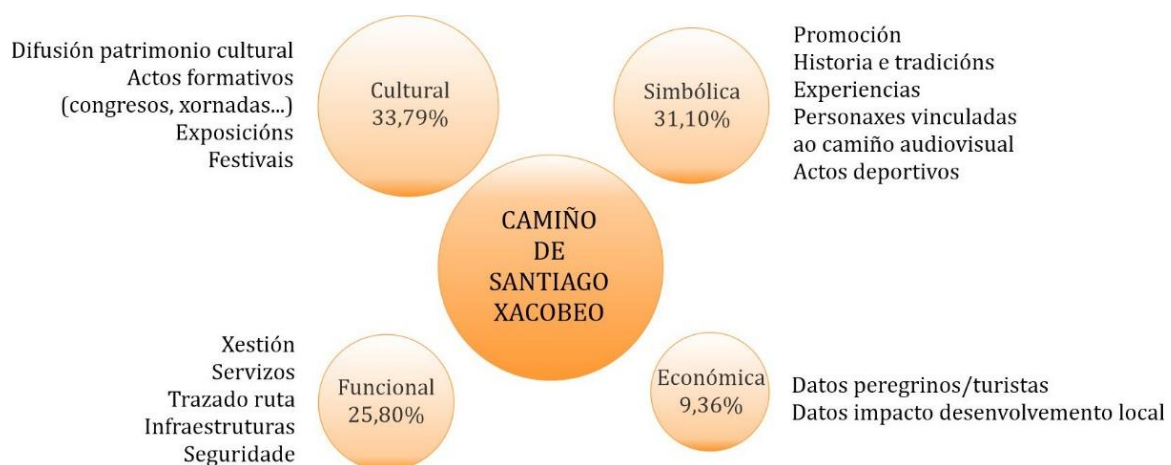 Difusión patrimonio cultural
Actos formativos
(congresos, xornadas...)
Exposicións
Festivais
Cultural
33,79%
Simbólica
31,10%
Promoción
Historia e tradicións
Experiencias
Personaxes vinculadas
ao camiño audiovisual
Actos deportivos
CAMIÑO
DE
SANTIAGO
XACOBEO
Xestión
Servizos
Trazado ruta
Infraestruturas
Seguridade
Funcional
25,80%
Económica
9,36%
Datos peregrinos/turistas
Datos impacto desenvolvemento local